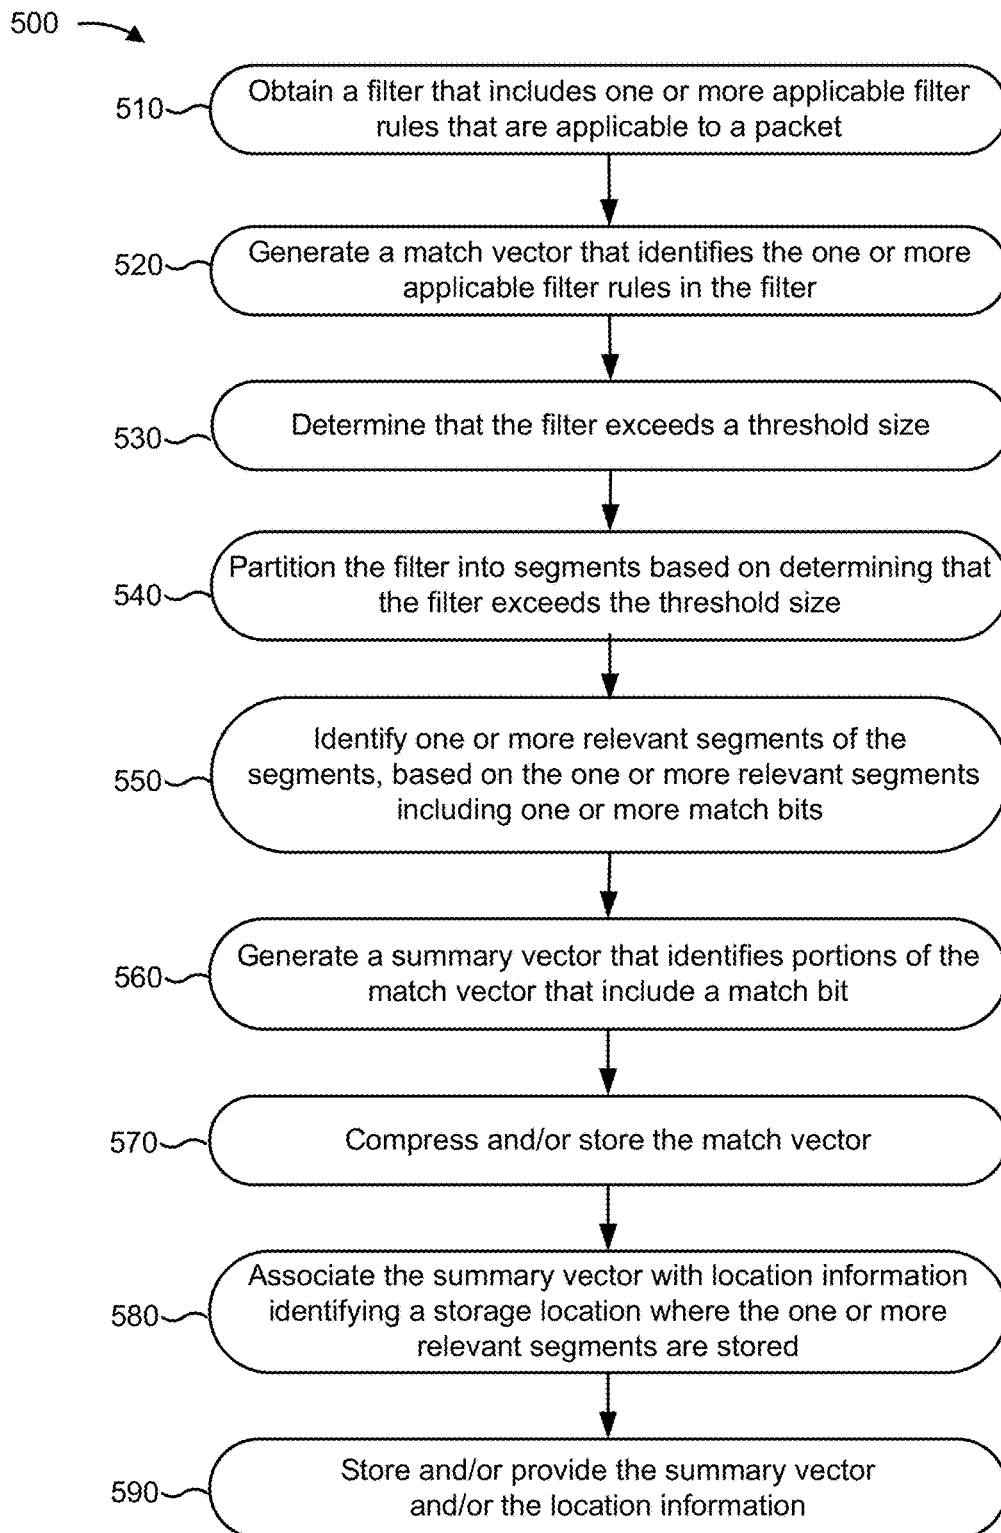 500
510
Obtain a filter that includes one or more applicable filter
rules that are applicable to a packet
520
Generate a match vector that identifies the one or more
applicable filter rules in the filter
530
Determine that the filter exceeds a threshold size
540
Partition the filter into segments based on determining that
the filter exceeds the threshold size
550
Identify one or more relevant segments of the
segments, based on the one or more relevant segments
including one or more match bits
560
Generate a summary vector that identifies portions of the
match vector that include a match bit
570
Compress and/or store the match vector
580
Associate the summary vector with location information
identifying a storage location where the one or more
relevant segments are stored
590
Store and/or provide the summary vector
and/or the location information